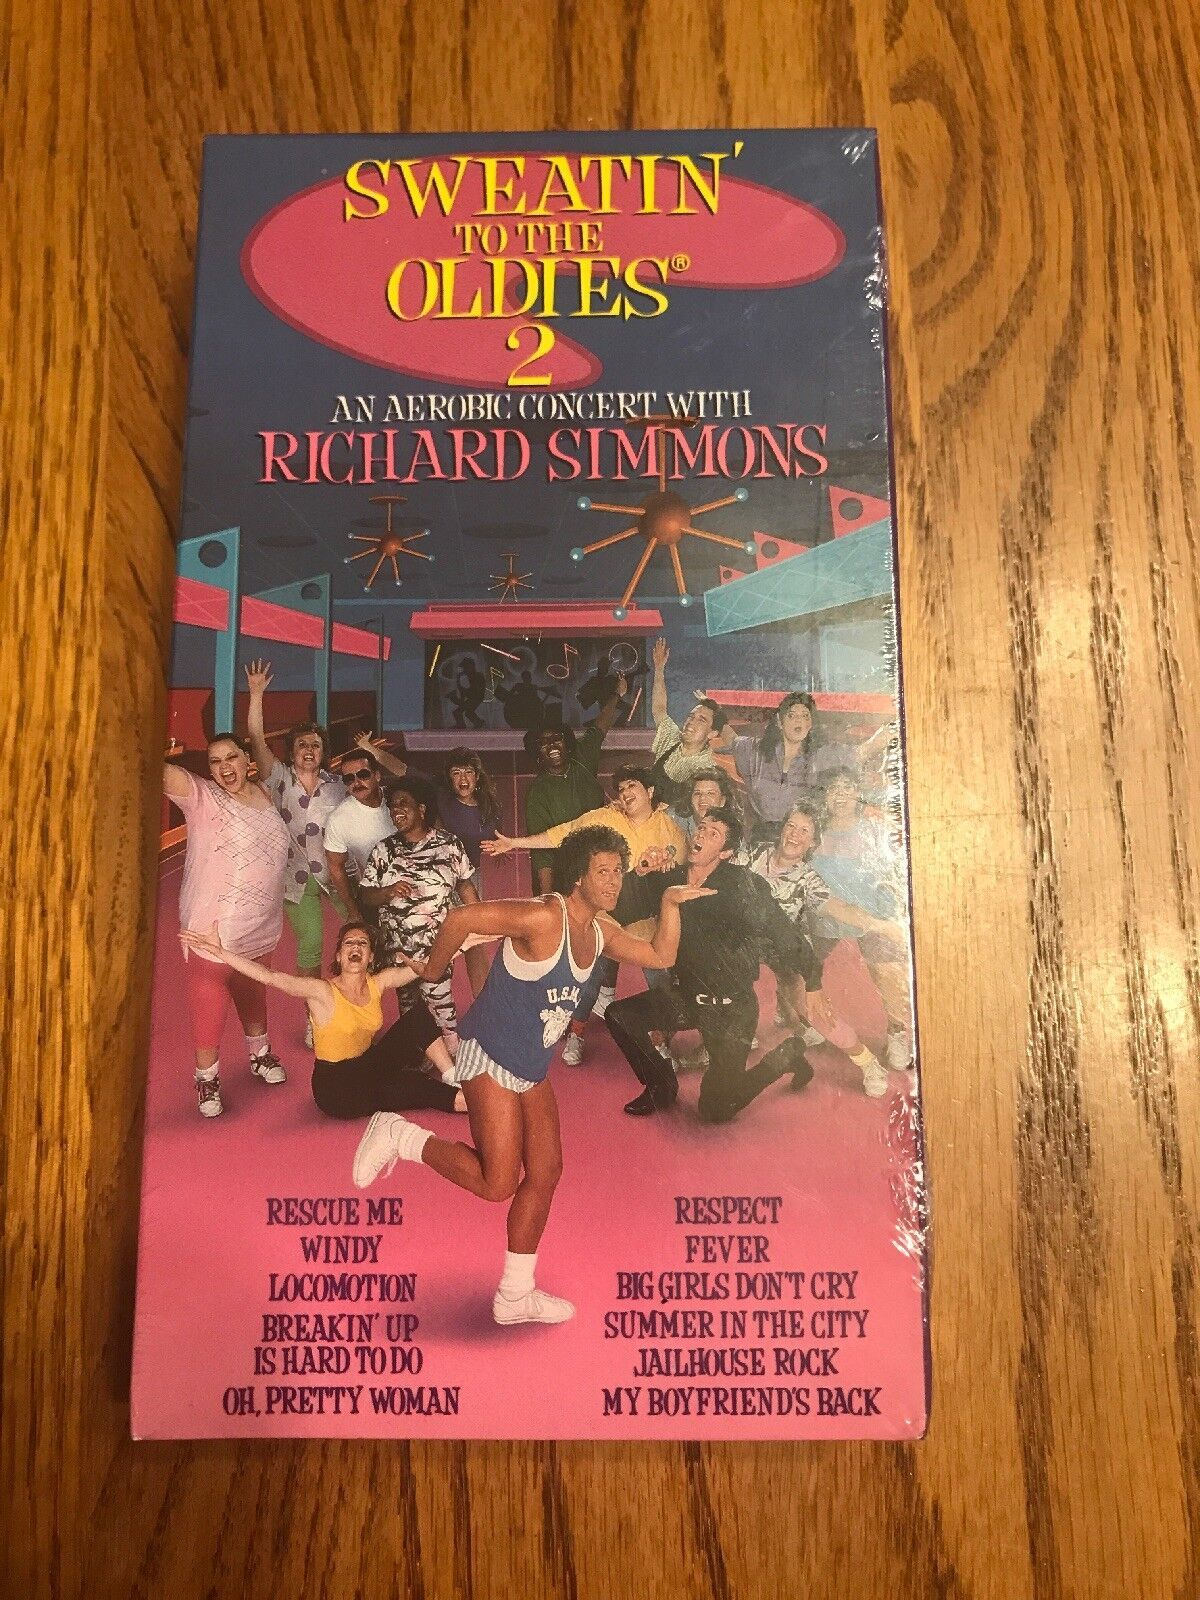 SWEATIN'
TO THE
OLDIES®
2
AN AEROBIC CONCERT WITH
RICHARD SIMMONS
U.S.M.
RESCUE ME
WINDY
LOCOMOTION
BREAKIN' UP
IS HARD TO DO
OH, PRETTY WOMAN
RESPECT
FEVER
BIG GIRLS DON'T CRY
SUMMER IN THE CITY
JAILHOUSE ROCK
MY BOYFRIEND'S BACK